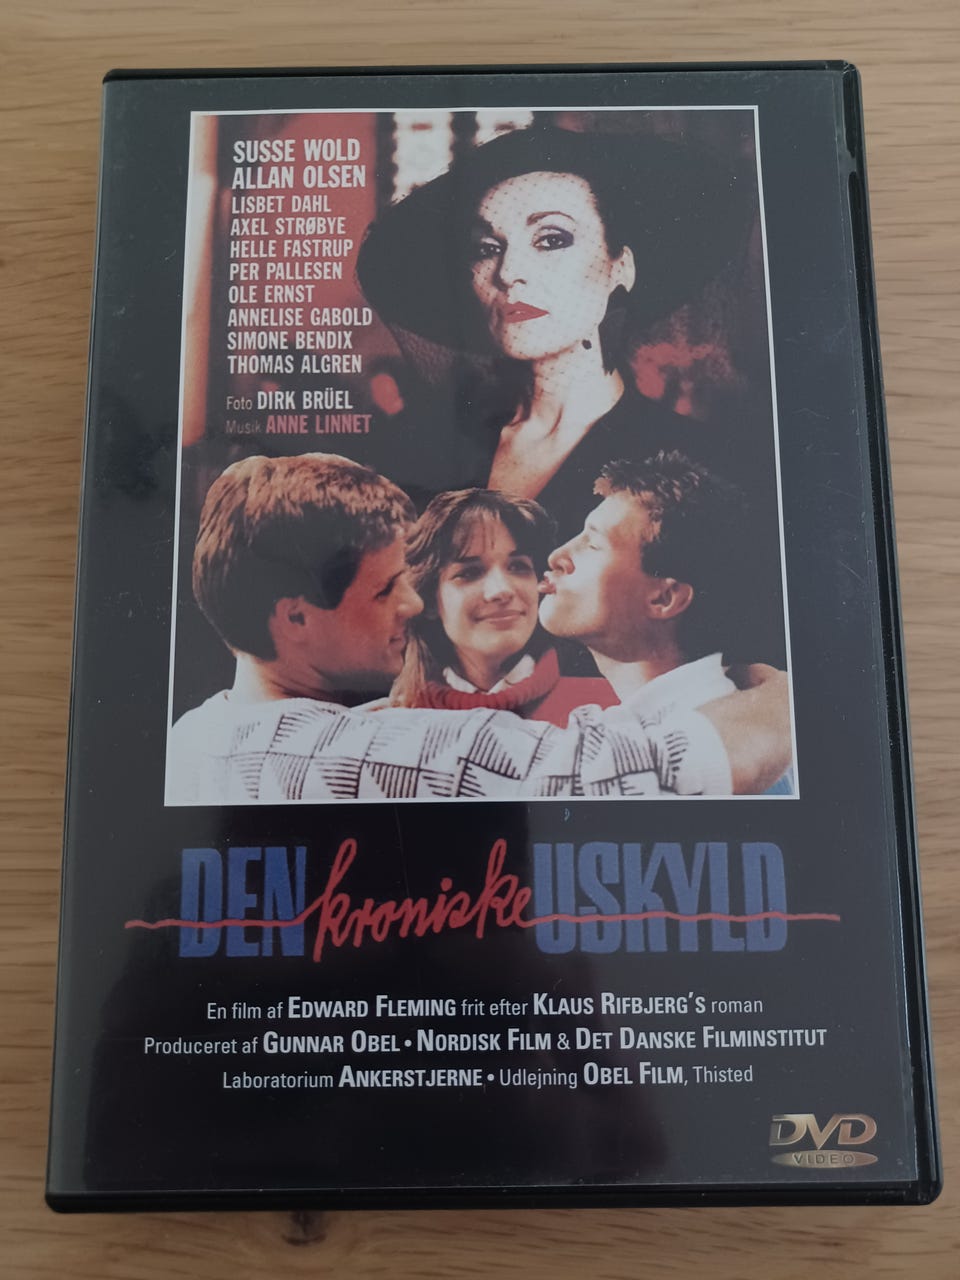 SUSSE WOLD
ALLAN OLSEN
LISBET DAHL
AXEL STRØBYE
HELLE FASTRUP
PER PALLESEN
OLE ERNST
ANNELISE GABOLD
SIMONE BENDIX
THOMAS ALGREN
Foto DIRK BRÜEL
Musik ANNE LINNET
DEN kroniske USKYLD
En film af EDWARD FLEMING frit efter KLAUS RIFBJERG'S roman
Produceret af GUNNAR OBEL • NORDISK FILM & DET DANSKE FILMINSTITUT
Laboratorium ANKERSTJERNE • Udlejning OBEL FILM, Thisted
DVD
VIDEO